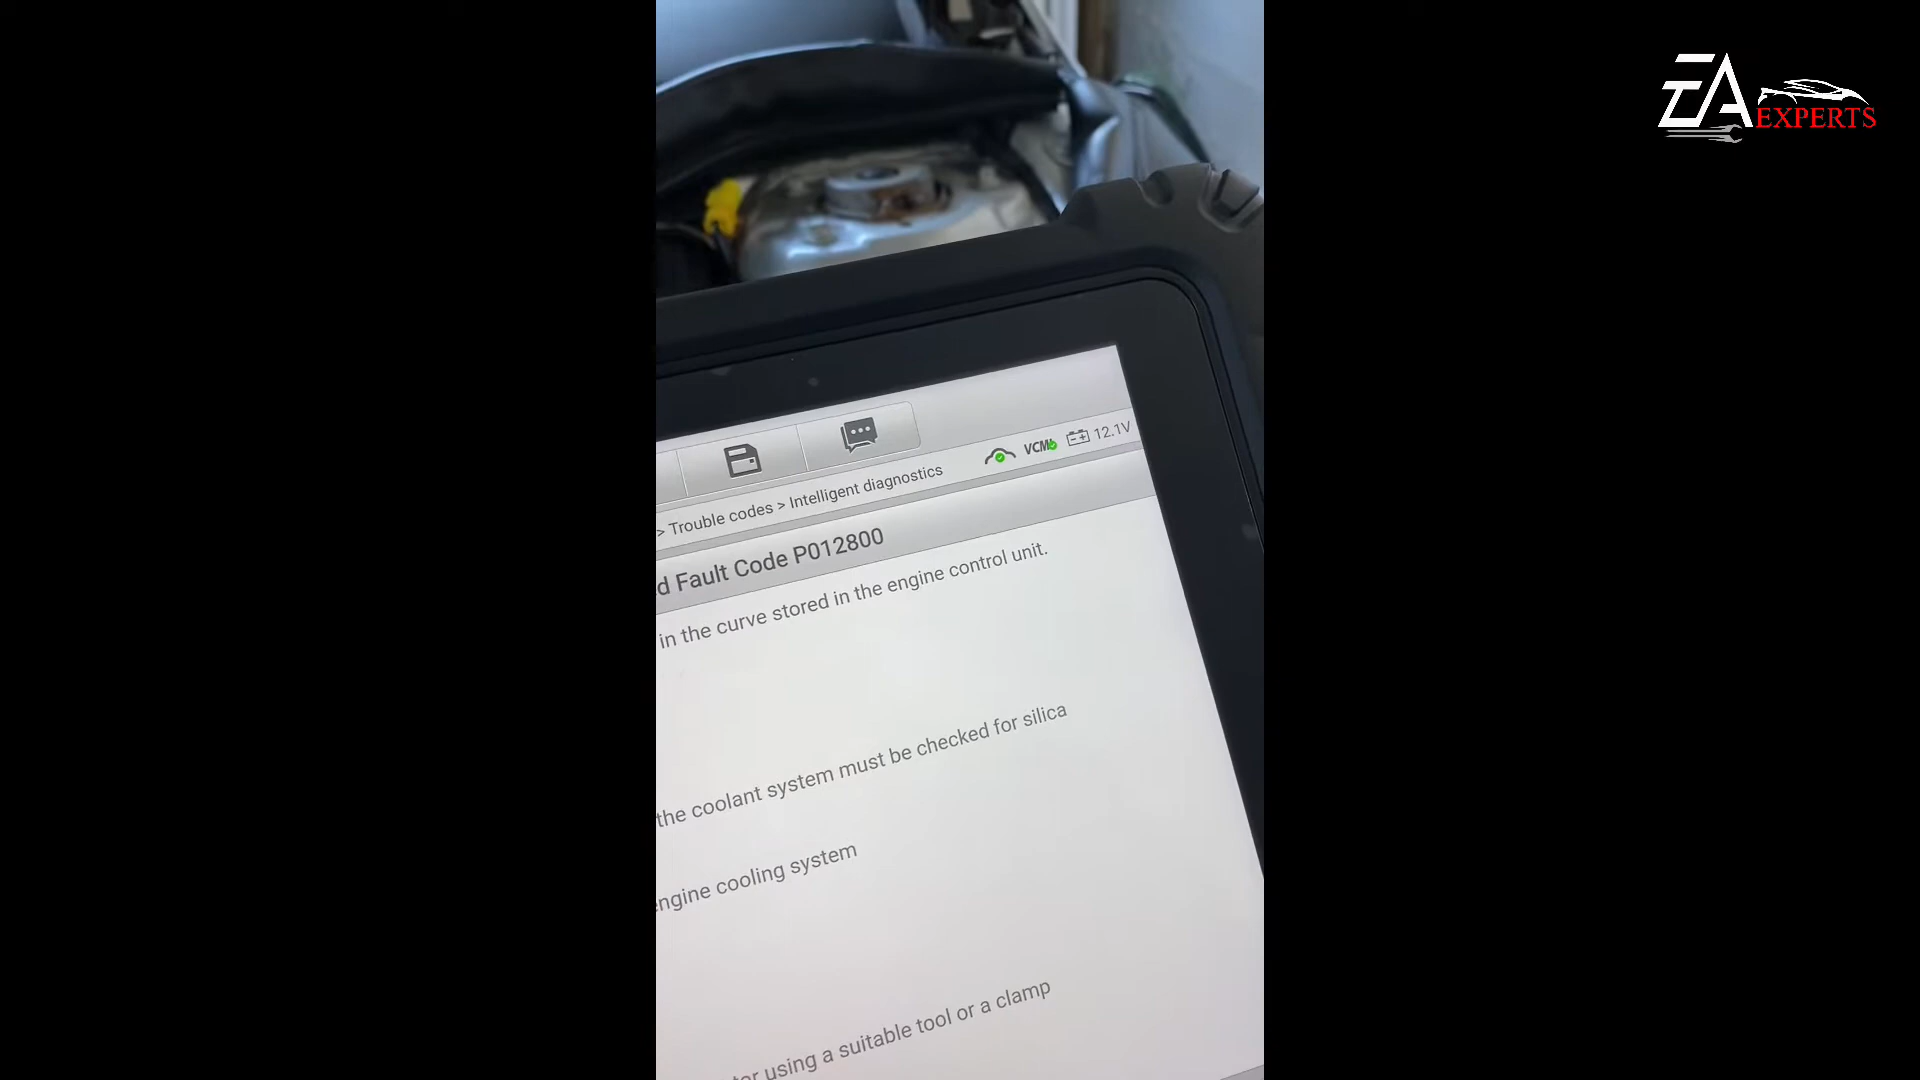 EA
EXPERTS
VCMI 12.1V
> Trouble codes > Intelligent diagnostics
d Fault Code P012800
in the curve stored in the engine control unit.
the coolant system must be checked for silica
engine cooling system
using a suitable tool or a clamp